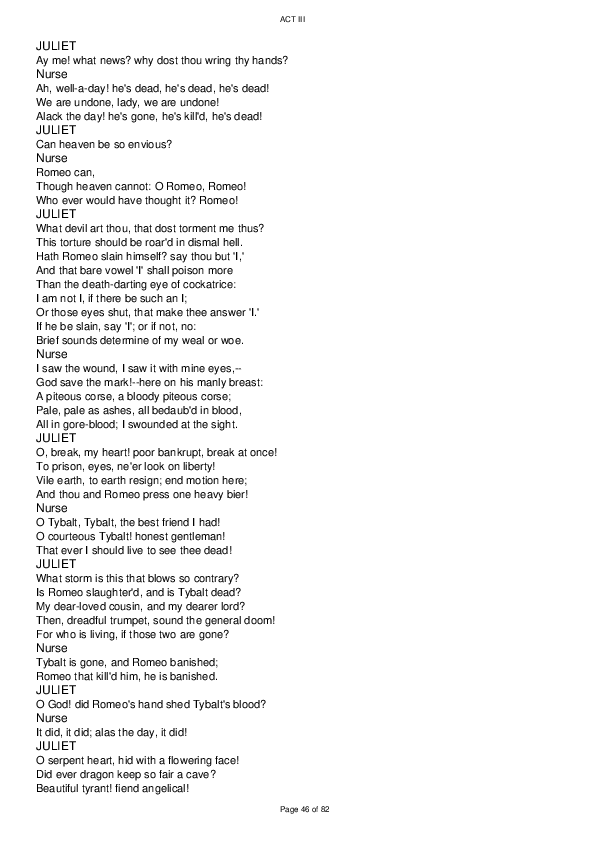 ACT III
JULIET
Ay me! what news? why dost thou wring thy hands?
Nurse
Ah, well-a-day! he's dead, he's dead, he's dead!
We are undone, lady, we are undone!
Alack the day! he's gone, he's kill'd, he's dead!
JULIET
Can heaven be so envious?
Nurse
Romeo can,
Though heaven cannot: O Romeo, Romeo!
Who ever would have thought it? Romeo!
JULIET
What devil art thou, that dost torment me thus?
This torture should be roar'd in dismal hell.
Hath Romeo slain himself? say thou but 'I,'
And that bare vowel 'I' shall poison more
Than the death-darting eye of cockatrice:
I am not I, if there be such an I;
Or those eyes shut, that make thee answer 'I.'
If he be slain, say 'I'; or if not, no:
Brief sounds determine of my weal or woe.
Nurse
I saw the wound, I saw it with mine eyes,--
God save the mark!--here on his manly breast:
A piteous corse, a bloody piteous corse;
Pale, pale as ashes, all bedaub'd in blood,
All in gore-blood; I swounded at the sight.
JULIET
O, break, my heart! poor bankrupt, break at once!
To prison, eyes, ne'er look on liberty!
Vile earth, to earth resign; end motion here;
And thou and Romeo press one heavy bier!
Nurse
O Tybalt, Tybalt, the best friend I had!
O courteous Tybalt! honest gentleman!
That ever I should live to see thee dead!
JULIET
What storm is this that blows so contrary?
Is Romeo slaughter'd, and is Tybalt dead?
My dear-loved cousin, and my dearer lord?
Then, dreadful trumpet, sound the general doom!
For who is living, if those two are gone?
Nurse
Tybalt is gone, and Romeo banished;
Romeo that kill'd him, he is banished.
JULIET
O God! did Romeo's hand shed Tybalt's blood?
Nurse
It did, it did; alas the day, it did!
JULIET
O serpent heart, hid with a flowering face!
Did ever dragon keep so fair a cave?
Beautiful tyrant! fiend angelical!
Page 46 of 82